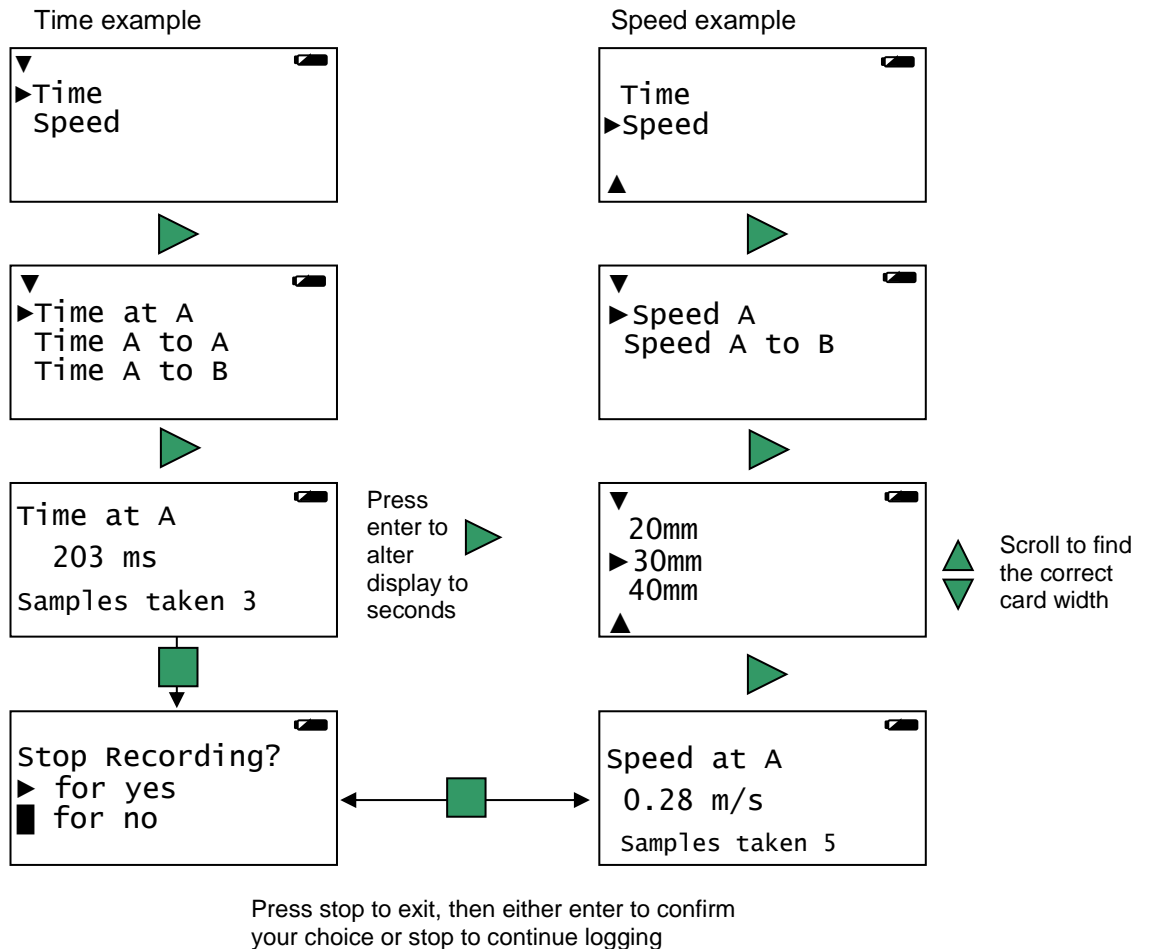 Time example
▼
►Time
Speed
▼
►Time at A
Time A to A
Time A to B
Time at A
203 ms
Samples taken 3
Press
enter to
alter
display to
seconds
Stop Recording?
► for yes
■ for no
Speed example
Time
►Speed
▲
▼
►Speed A
Speed A to B
▼
20mm
►30mm
40mm
▲
Scroll to find
the correct
card width
Speed at A
0.28 m/s
Samples taken 5
Press stop to exit, then either enter to confirm
your choice or stop to continue logging